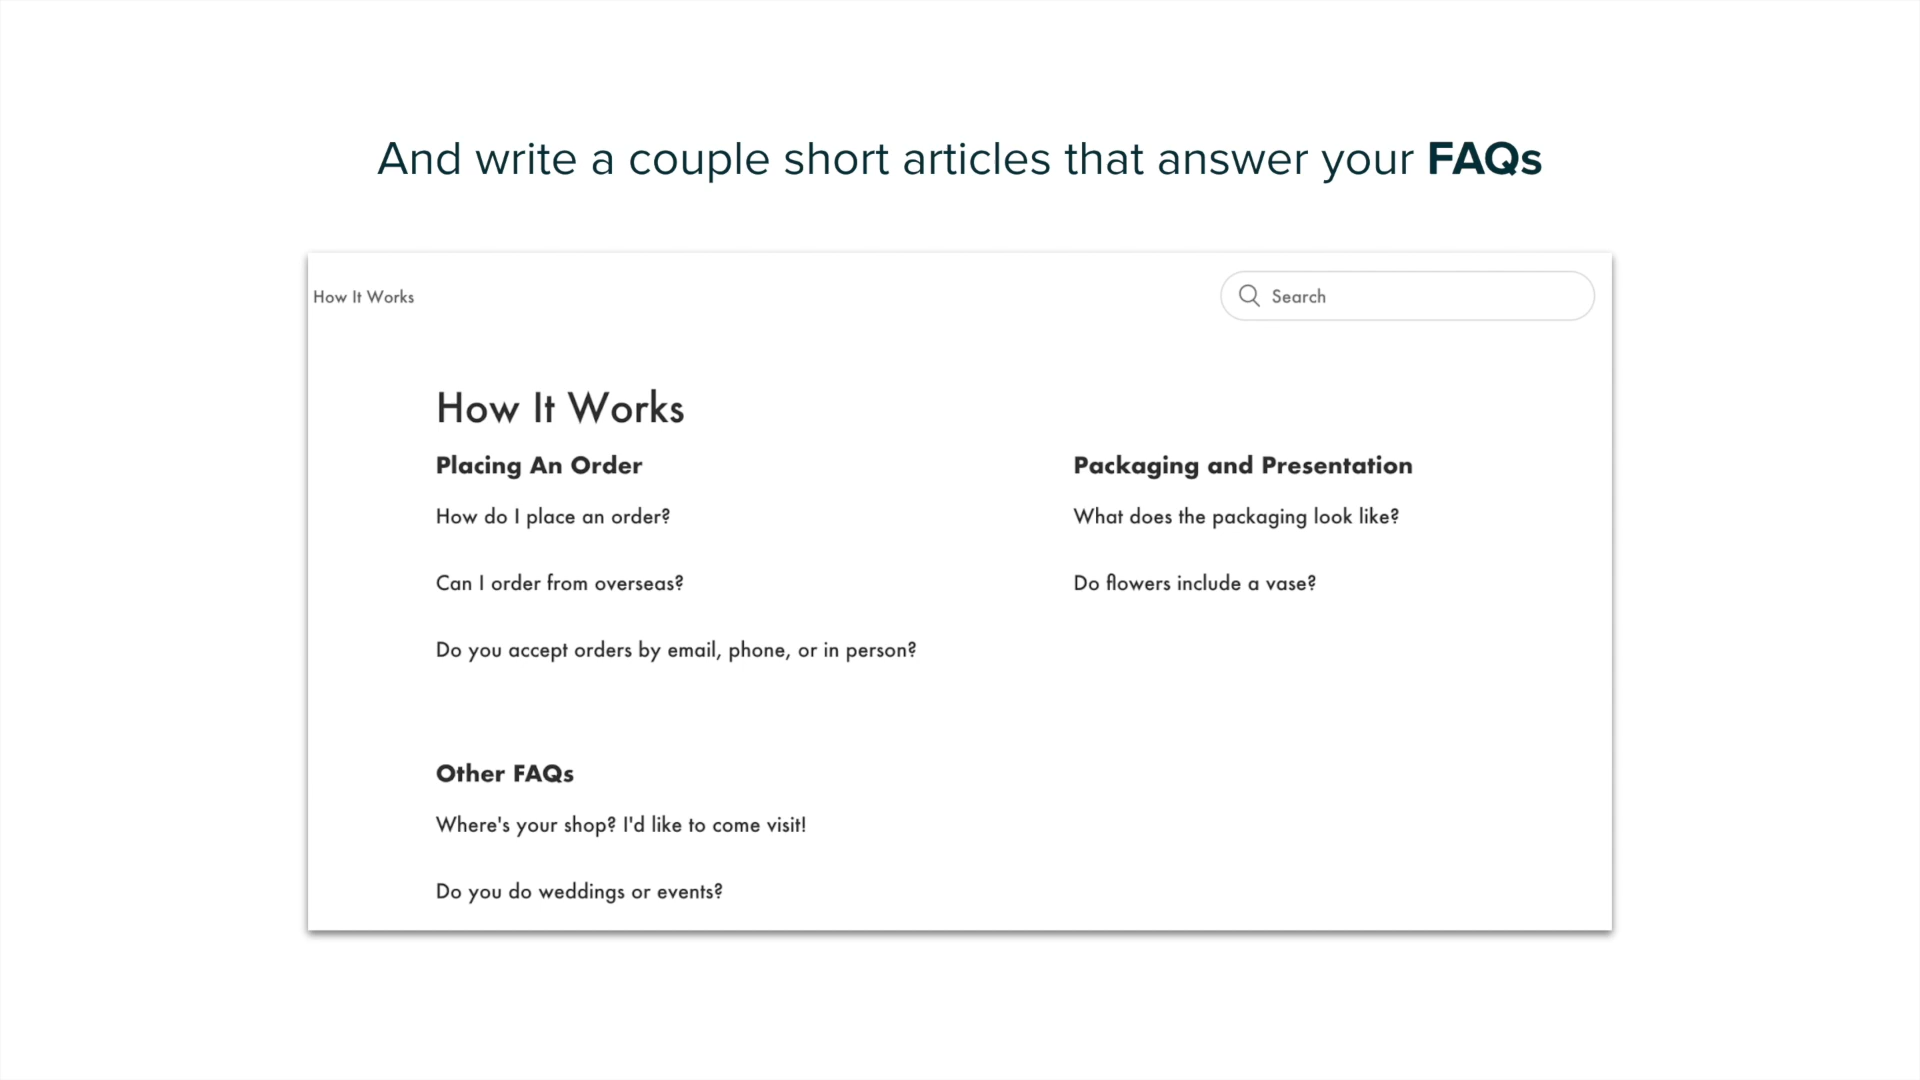 And write a couple short articles that answer your FAQs
How It Works
Search
How It Works
Placing An Order
How do I place an order?
Can I order from overseas?
Do you accept orders by email, phone, or in person?
Packaging and Presentation
What does the packaging look like?
Do flowers include a vase?
Other FAQs
Where's your shop? I'd like to come visit!
Do you do weddings or events?